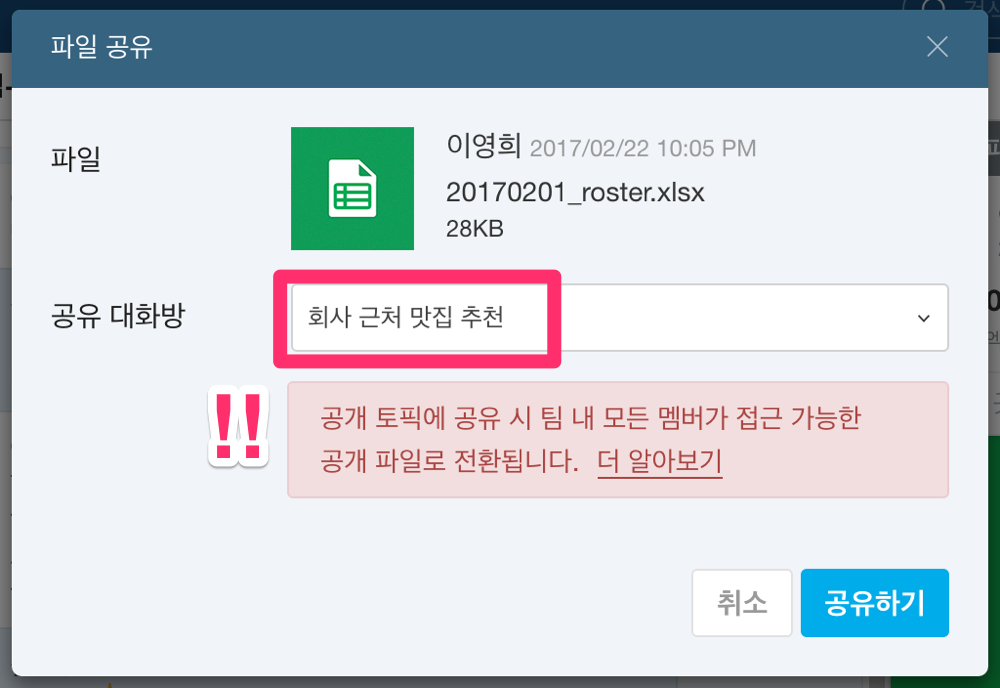 파일 공유
파일
이영희 2017/02/22 10:05 PM
20170201_roster.xlsx
28KB
공유 대화방
회사 근처 맛집 추천
!!
공개 토픽에 공유 시 팀 내 모든 멤버가 접근 가능한
공개 파일로 전환됩니다. 더 알아보기
취소
공유하기